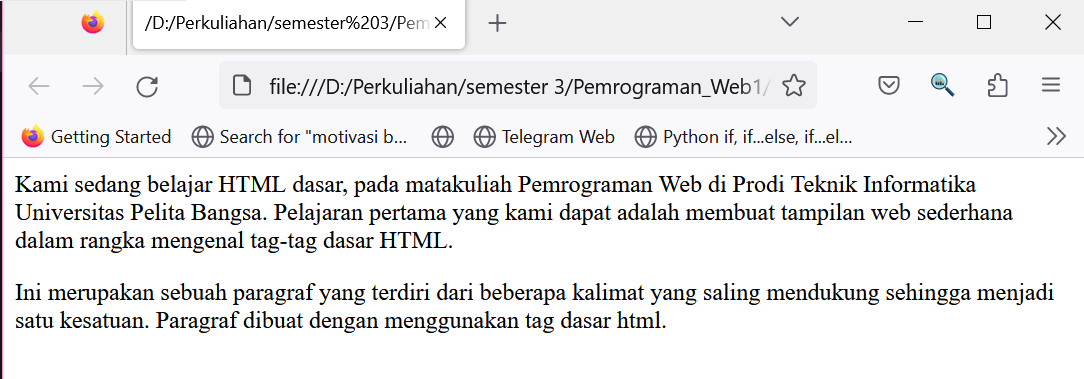 /D:/Perkuliahan/semester%203/Pem
file:///D:/Perkuliahan/semester 3/Pemrograman_Web1/
Getting Started
Search for "motivasi b...
Telegram Web
Python if, if...else, if...el...
Kami sedang belajar HTML dasar, pada matakuliah Pemrograman Web di Prodi Teknik Informatika
Universitas Pelita Bangsa. Pelajaran pertama yang kami dapat adalah membuat tampilan web sederhana
dalam rangka mengenal tag-tag dasar HTML.
Ini merupakan sebuah paragraf yang terdiri dari beberapa kalimat yang saling mendukung sehingga menjadi
satu kesatuan. Paragraf dibuat dengan menggunakan tag dasar html.